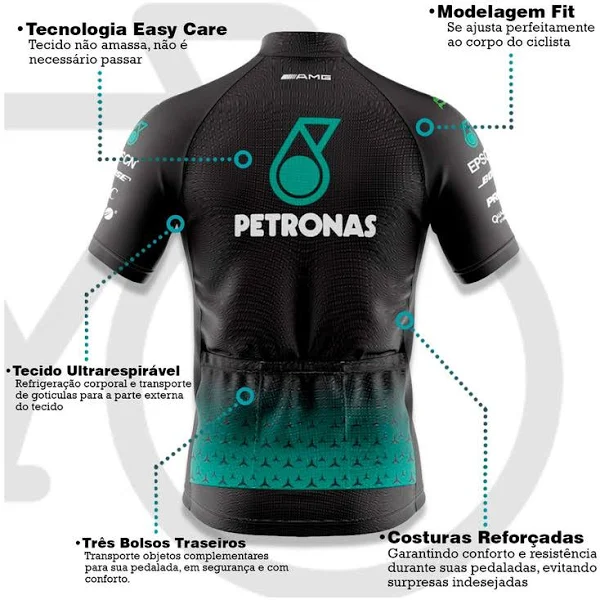 •Tecnologia Easy Care
Tecido não amassa, não é
necessário passar
•Modelagem Fit
Se ajusta perfeitamente
ao corpo do ciclista
AMG
PETRONAS
EPSON
•Tecido Ultrarespirável
Refrigeração corporal e transporte
de gotículas para a parte externa
do tecido
•Três Bolsos Traseiros
Transporte objetos complementares
para sua pedalada, em segurança e com
conforto.
•Costuras Reforçadas
Garantindo conforto e resistência
durante suas pedaladas, evitando
surpresas indesejadas